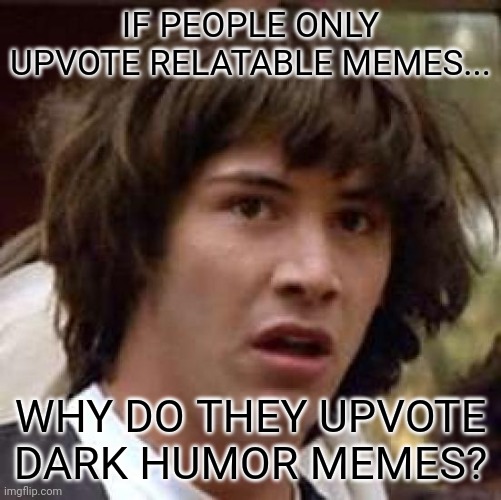 IF PEOPLE ONLY
UPVOTE RELATABLE MEMES...
WHY DO THEY UPVOTE
DARK HUMOR MEMES?
imgflip.com